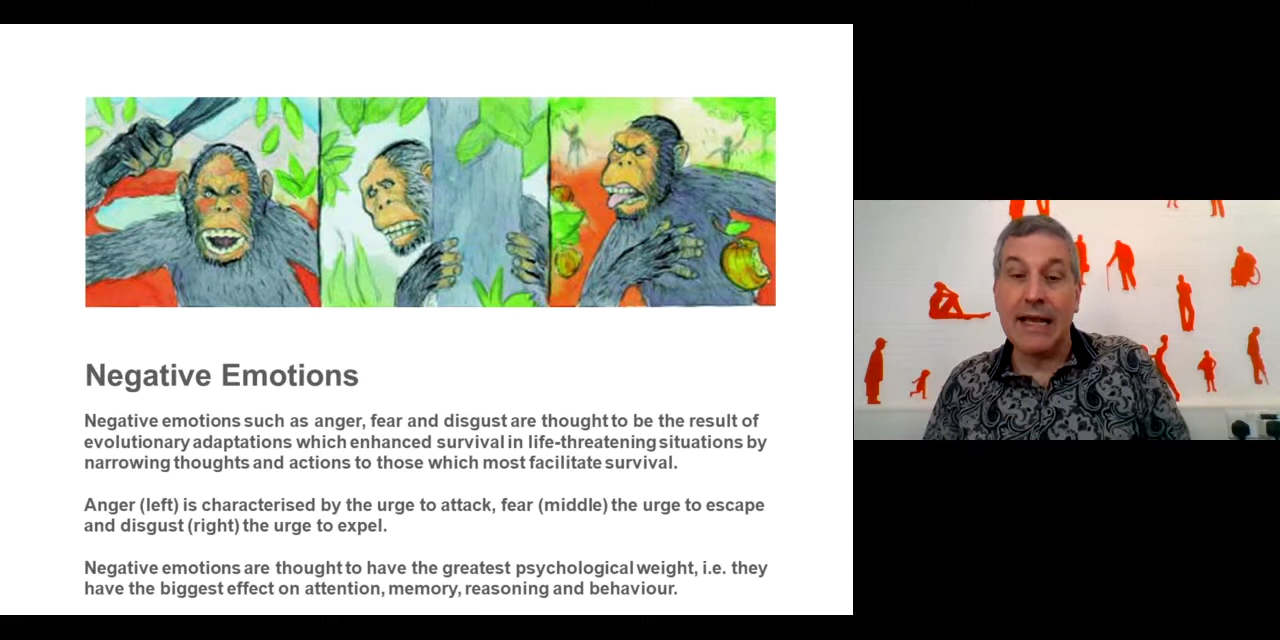 Negative Emotions
Negative emotions such as anger, fear and disgust are thought to be the result of
evolutionary adaptations which enhanced survival in life-threatening situations by
narrowing thoughts and actions to those which most facilitate survival.
Anger (left) is characterised by the urge to attack, fear (middle) the urge to escape
and disgust (right) the urge to expel.
Negative emotions are thought to have the greatest psychological weight, i.e. they
have the biggest effect on attention, memory, reasoning and behaviour.